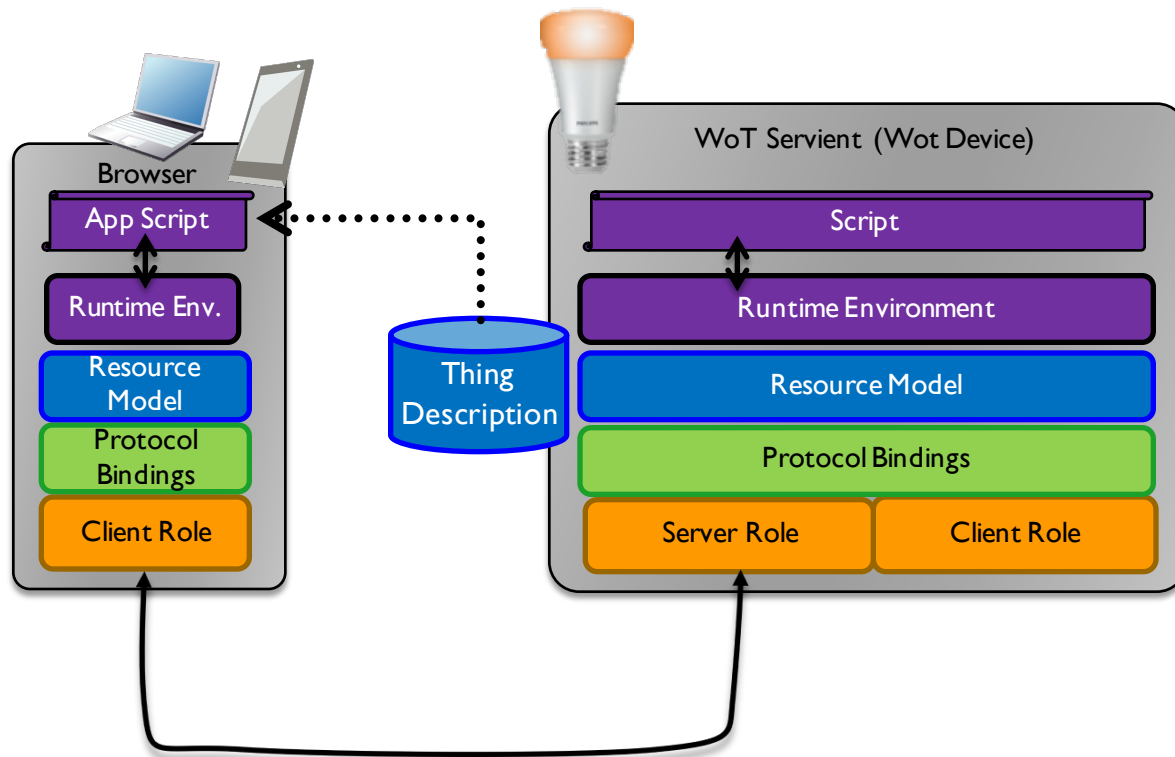 Browser
App Script
Runtime Env.
Resource
Model
Protocol
Bindings
Client Role
Thing
Description
WoT Servient (Wot Device)
Script
Runtime Environment
Resource Model
Protocol Bindings
Server Role
Client Role